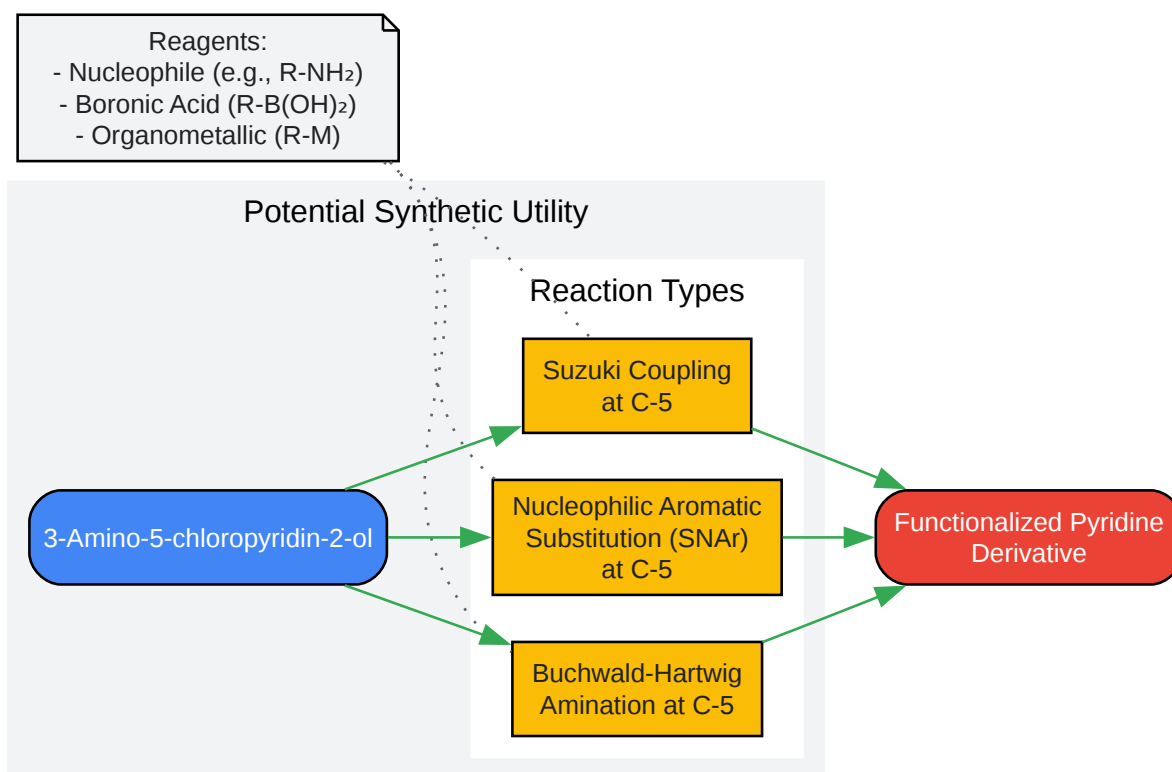 Reagents:
- Nucleophile (e.g., R-NH₂)
- Boronic Acid (R-B(OH)₂)
- Organometallic (R-M)
Potential Synthetic Utility
Reaction Types
Suzuki Coupling
at C-5
3-Amino-5-chloropyridin-2-ol
Nucleophilic Aromatic
Substitution (SNAr)
at C-5
Functionalized Pyridine
Derivative
Buchwald-Hartwig
Amination at C-5